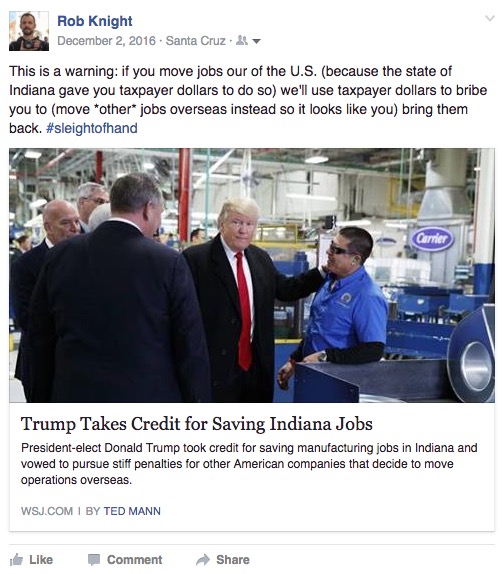 Rob Knight
December 2, 2016 · Santa Cruz ·
This is a warning: if you move jobs our of the U.S. (because the state of
Indiana gave you taxpayer dollars to do so) we'll use taxpayer dollars to bribe
you to (move *other* jobs overseas instead so it looks like you) bring them
back. #sleightofhand
Carrier
Trump Takes Credit for Saving Indiana Jobs
President-elect Donald Trump took credit for saving manufacturing jobs in Indiana and
vowed to pursue stiff penalties for other American companies that decide to move
operations overseas.
WSJ.COM | BY TED MANN
Like Comment Share